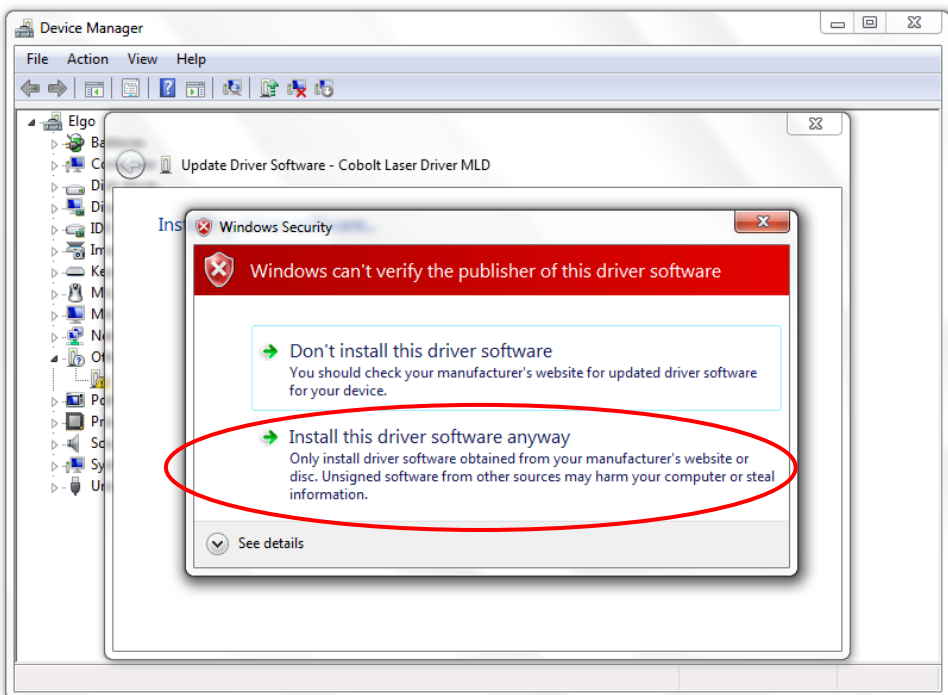 Device Manager
File Action View Help
Elgo
Update Driver Software - Cobolt Laser Driver MLD
Windows Security
Windows can't verify the publisher of this driver software
Don't install this driver software
You should check your manufacturer's website for updated driver software
for your device.
Install this driver software anyway
Only install driver software obtained from your manufacturer's website or
disc. Unsigned software from other sources may harm your computer or steal
information.
See details